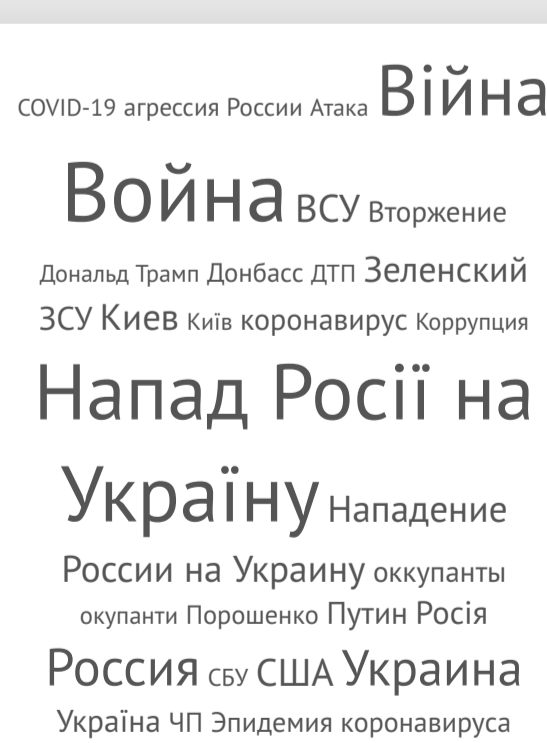 COVID-19 агрессия России Атака Війна
Война ВСУ Вторжение
Дональд Трамп Донбасс ДТП Зеленский
ЗСУ Киев Київ коронавирус Коррупция
Напад Росії на
Україну Нападение
России на Украину оккупанты
окупанти Порошенко Путин Росія
Россия СБУ США Украина
Україна ЧП Эпидемия коронавируса